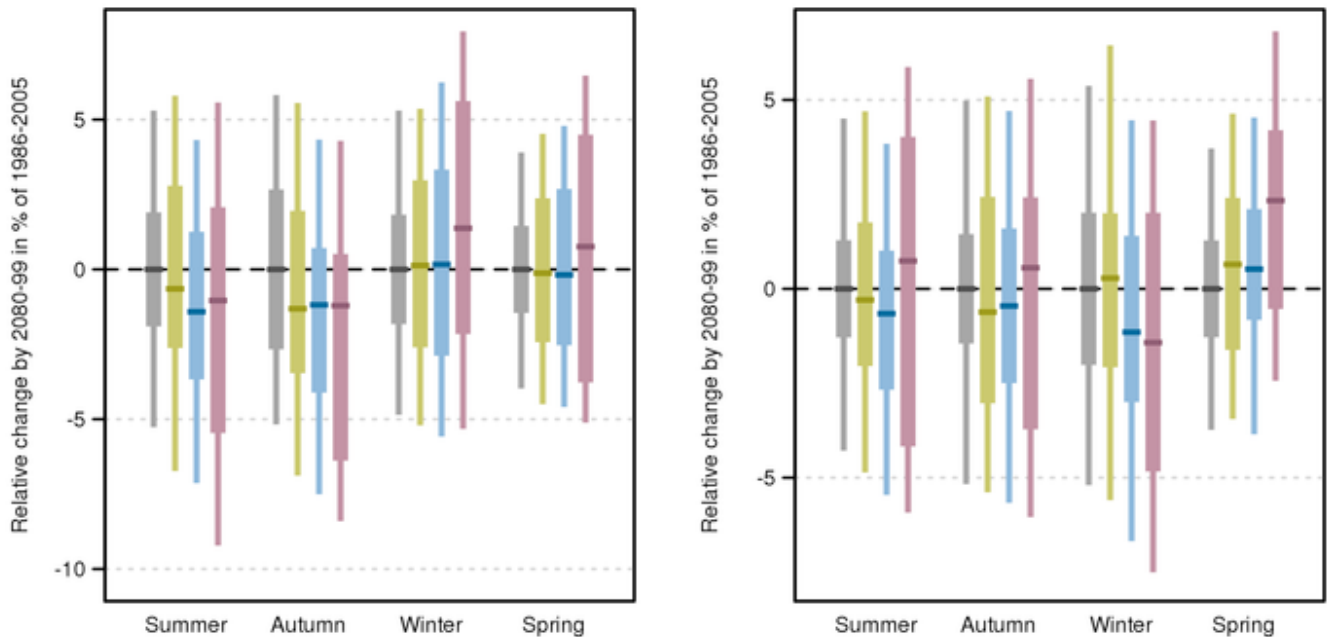 Relative change by 2080-99 in % of 1986-2005
5
0
-5
-10
Summer Autumn Winter Spring
Relative change by 2080-99 in % of 1986-2005
5
0
-5
Summer Autumn Winter Spring